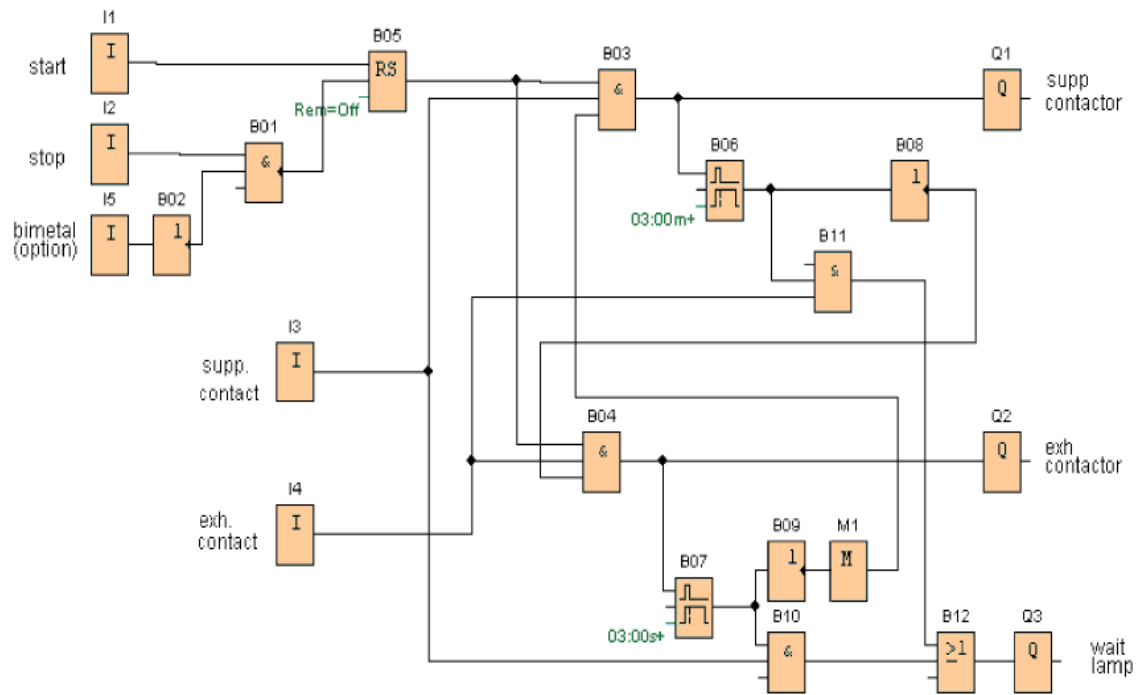 I1
I
start
B05
RS
Rem=Off
B03
&
Q1
Q
supp
contactor
I2
I
stop
B01
&
B06
03:00m+
B08
1
I5
I
bimetal
(option)
B02
1
B11
&
I3
I
supp.
contact
B04
&
Q2
Q
exh
contactor
I4
I
exh.
contact
B09
1
M1
M
B07
03:00s+
B10
&
B12
>1
Q3
Q
wait
lamp